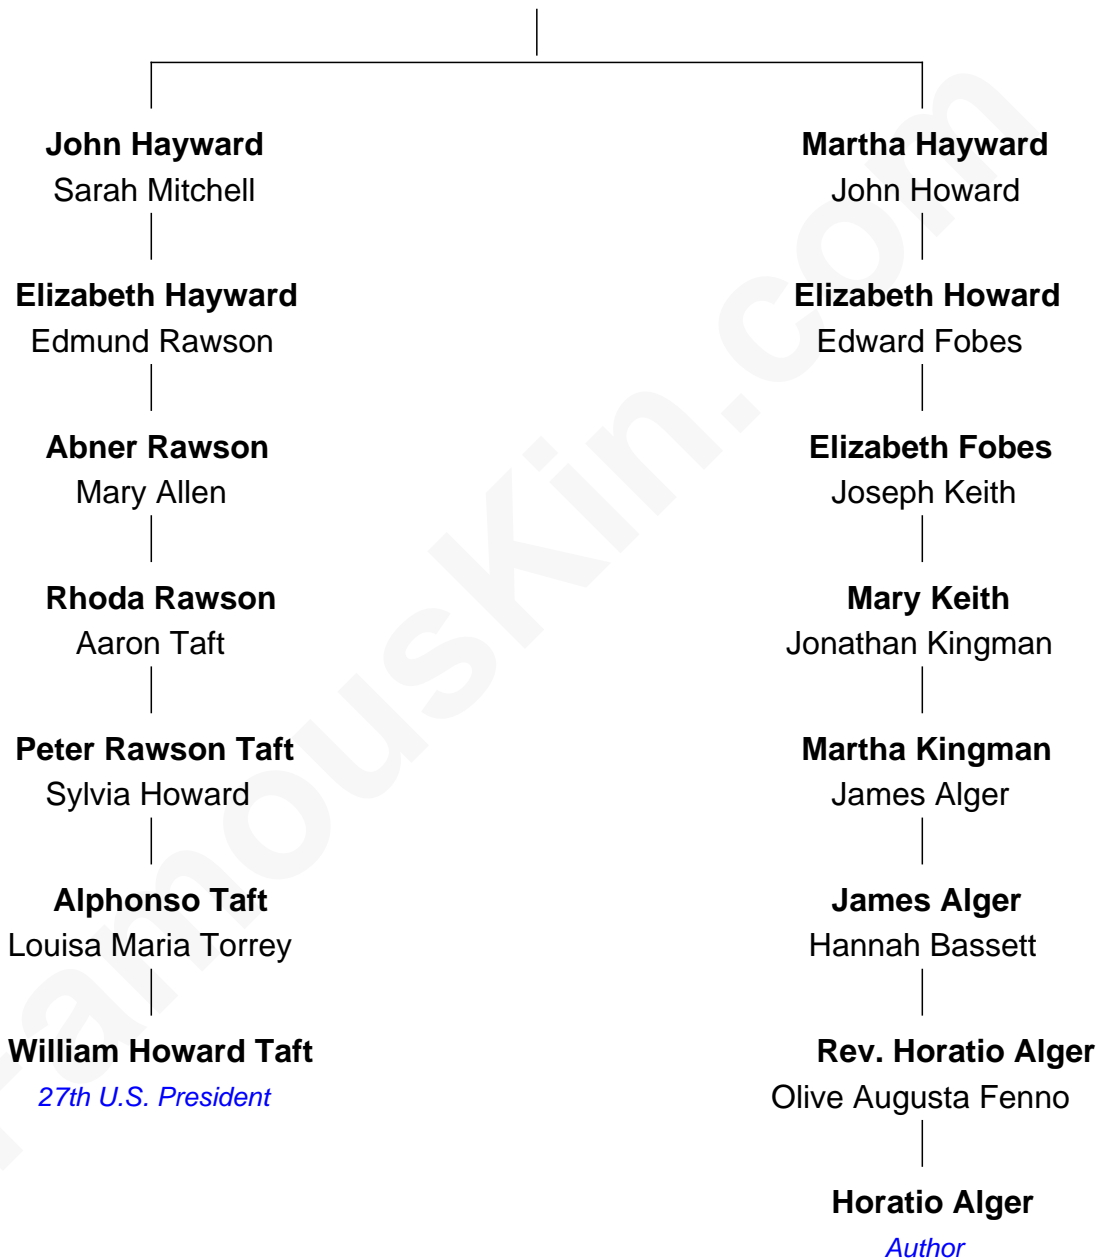 John Hayward
Sarah Mitchell
Elizabeth Hayward
Edmund Rawson
Abner Rawson
Mary Allen
Rhoda Rawson
Aaron Taft
Peter Rawson Taft
Sylvia Howard
Alphonso Taft
Louisa Maria Torrey
William Howard Taft
27th U.S. President
Martha Hayward
John Howard
Elizabeth Howard
Edward Fobes
Elizabeth Fobes
Joseph Keith
Mary Keith
Jonathan Kingman
Martha Kingman
James Alger
James Alger
Hannah Bassett
Rev. Horatio Alger
Olive Augusta Fenno
Horatio Alger
Author
FamousKin.com